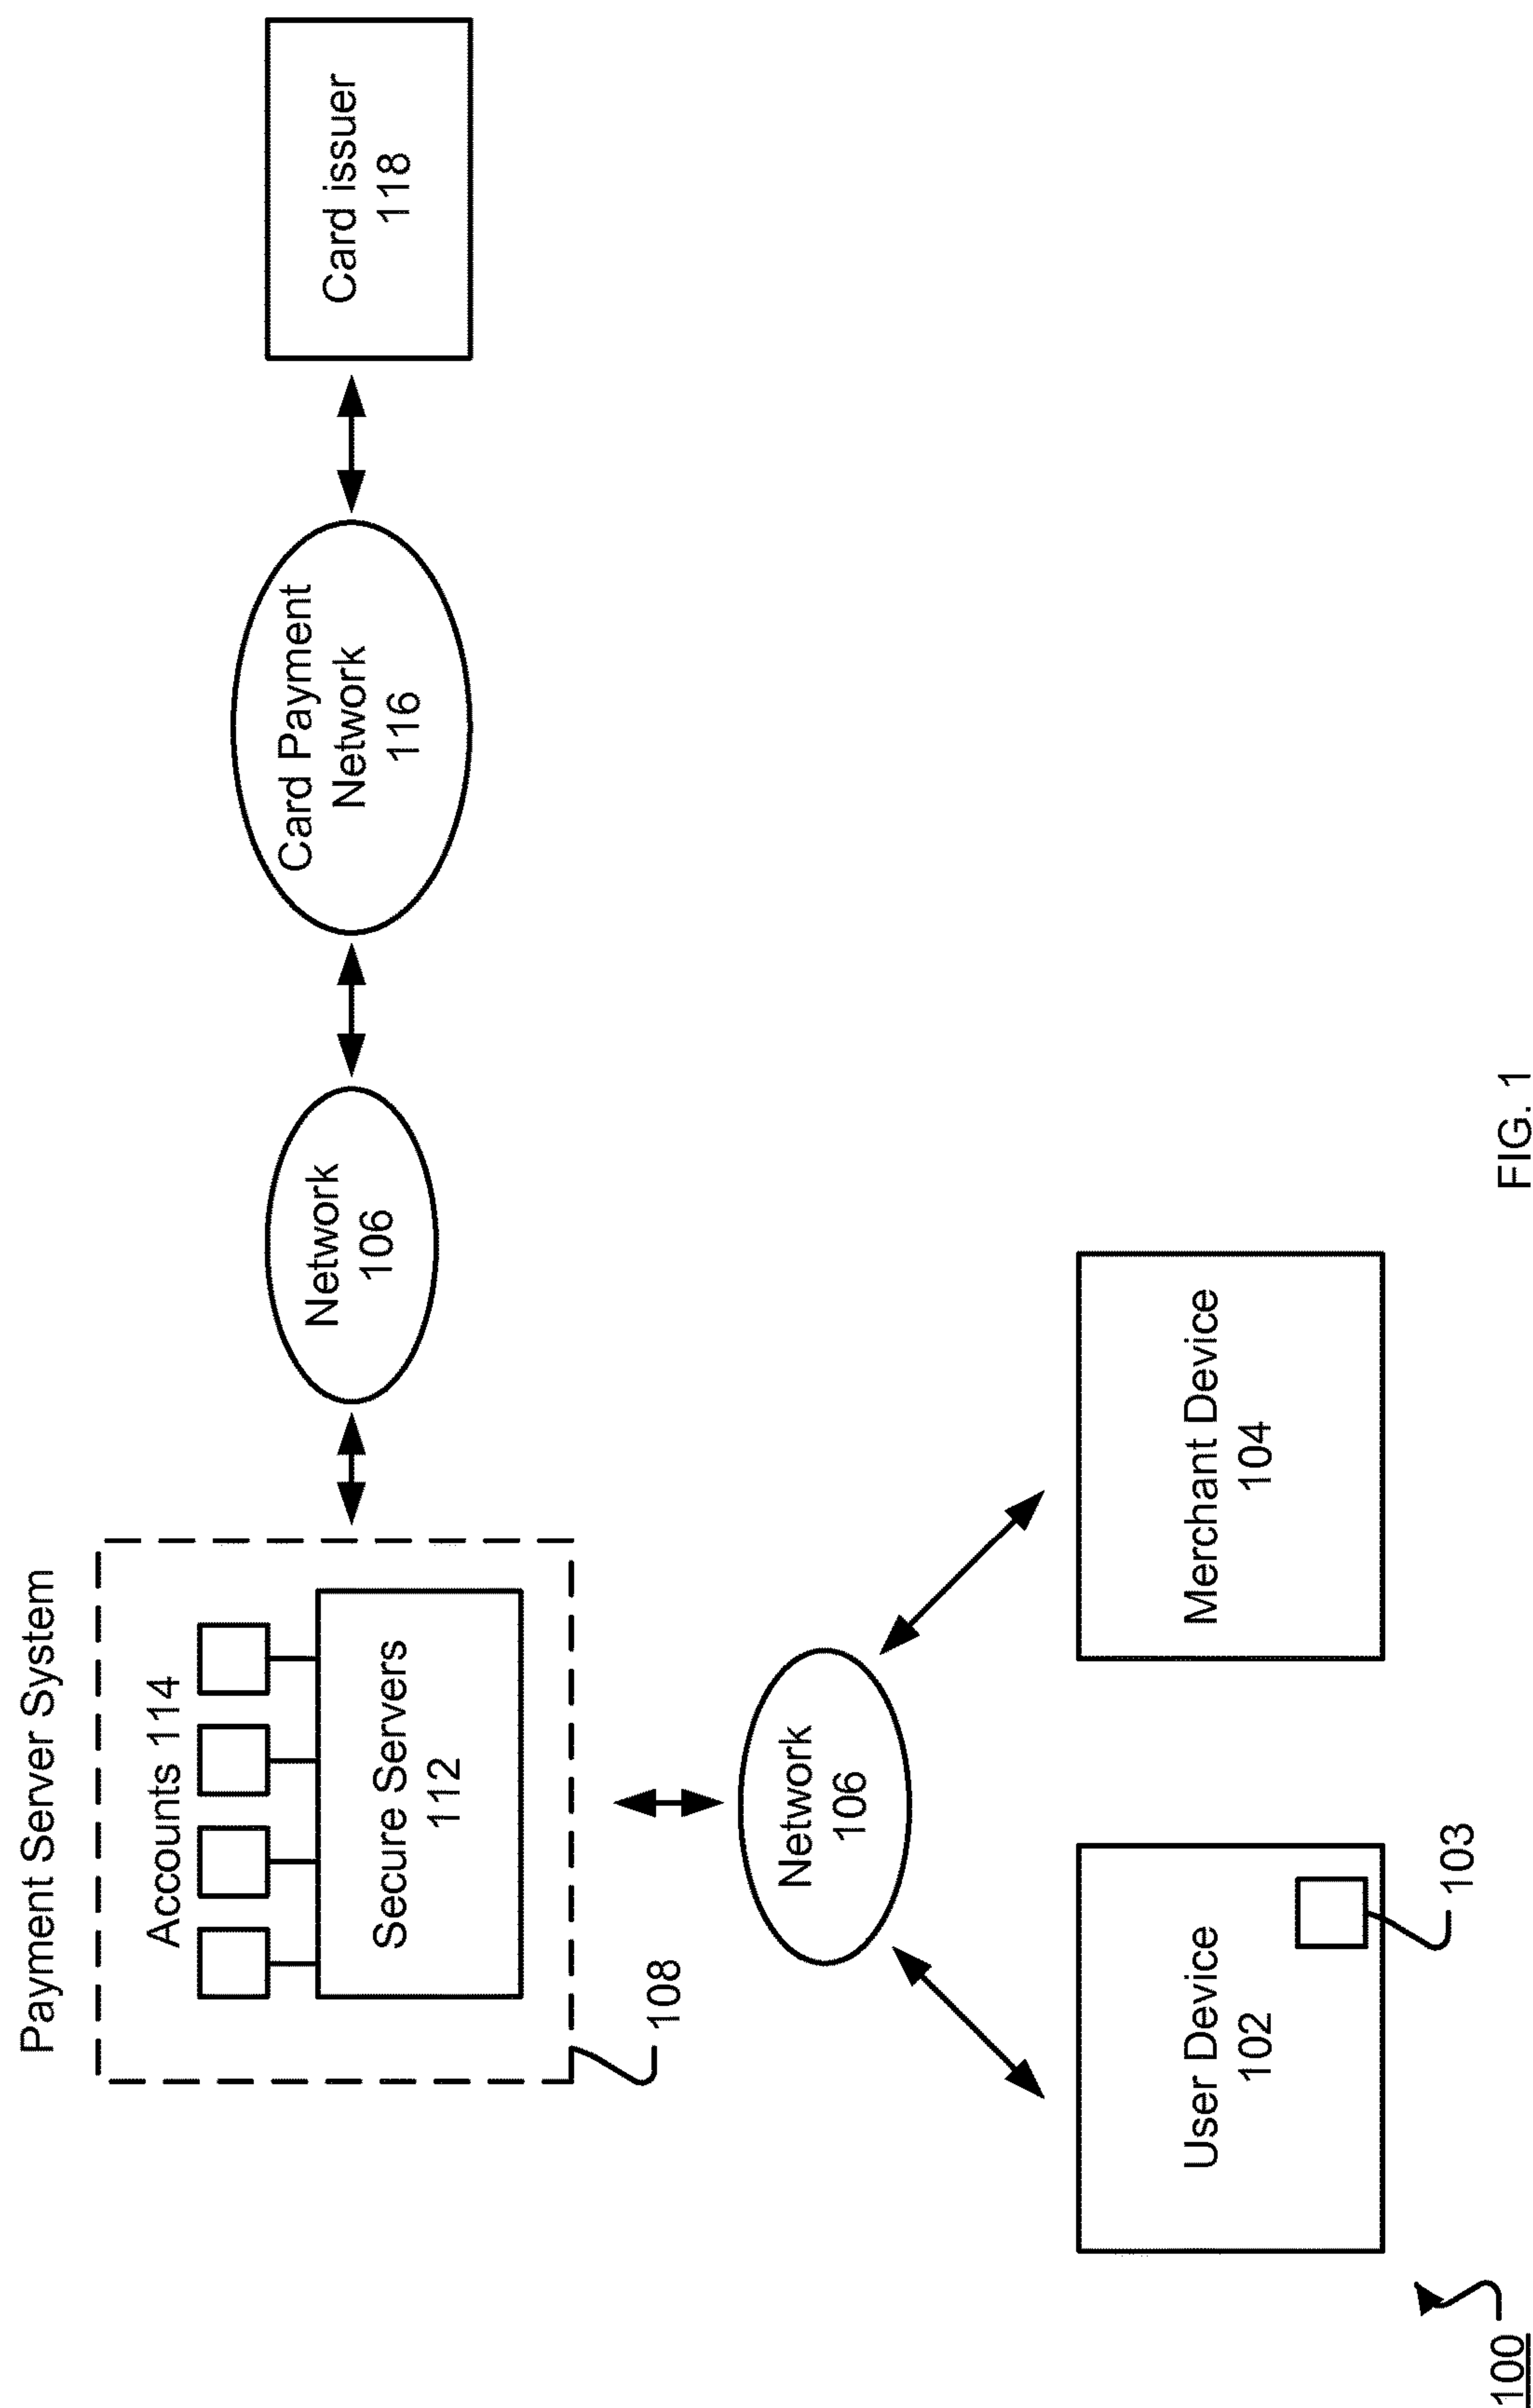 Payment Server System
Accounts 114
Secure Servers
112
108
Network
106
Card Payment
Network
116
Card issuer
118
Network
106
User Device
102
103
Merchant Device
104
100
FIG. 1